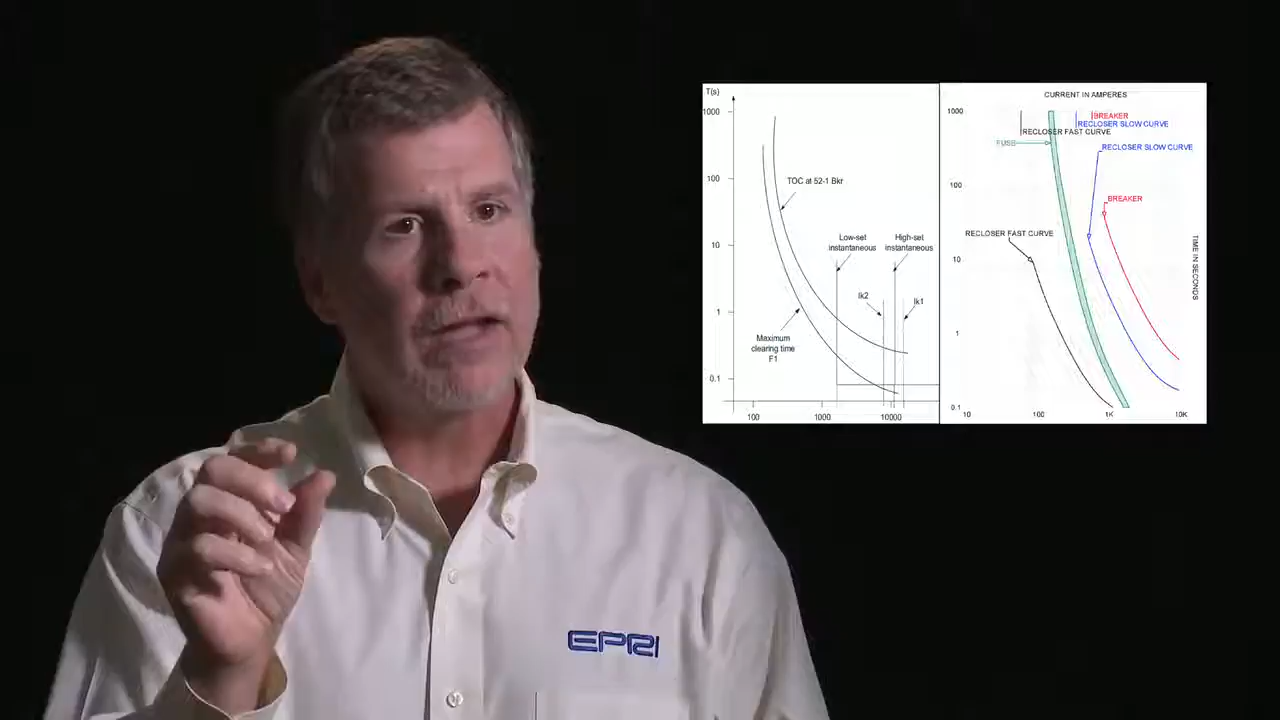 T(s)
1000
100
10
1
0.1
100
1000
10000
TOC at 52-1 Bkr
Low-set
instantaneous
High-set
instantaneous
Ik2
Ik1
Maximum
clearing time
F1
CURRENT IN AMPERES
1000
100
10
1
0.1
10
100
1K
10K
BREAKER
RECLOSER SLOW CURVE
RECLOSER FAST CURVE
FUSE
RECLOSER SLOW CURVE
BREAKER
RECLOSER FAST CURVE
TIME IN SECONDS
EPRI